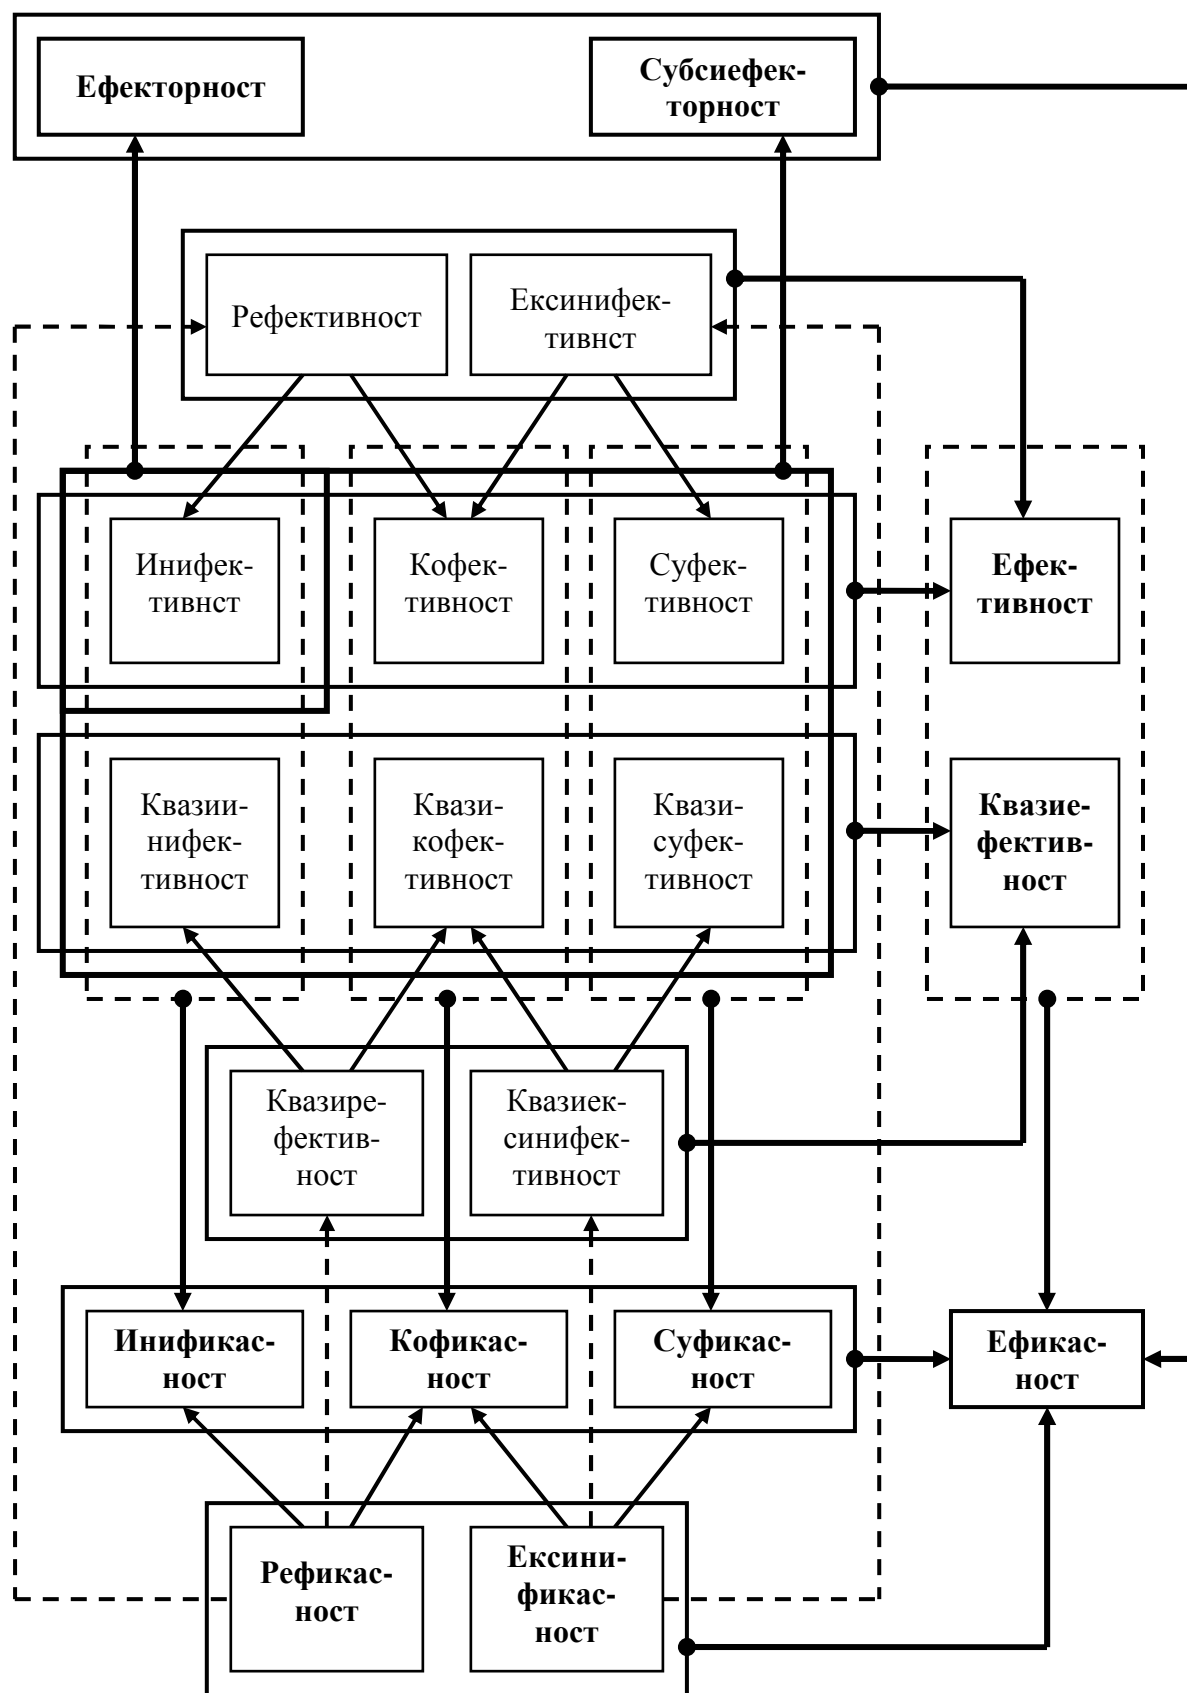 Ефекторност
Субсиефек-
торност
Рефективност
Ексинифек-
тивнст
Инифек-
тивнст
Кофек-
тивност
Суфек-
тивност
Ефек-
тивност
Квазии-
нифек-
тивност
Квази-
кофек-
тивност
Квази-
суфек-
тивност
Квазие-
фектив-
ност
Квазире-
фектив-
ност
Квазиек-
синифек-
тивност
Инификас-
ност
Кофикас-
ност
Суфикас-
ност
Ефикас-
ност
Рефикас-
ност
Ексини-
фикас-
ност